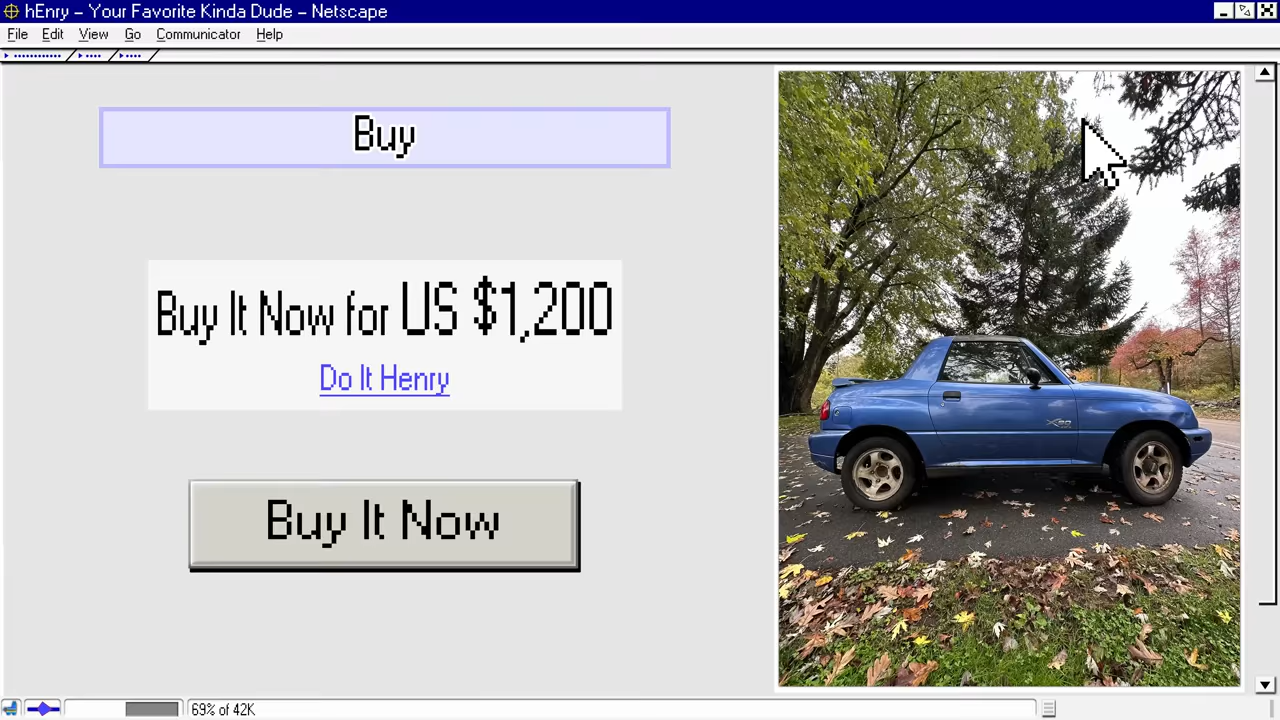 hEnry – Your Favorite Kinda Dude – Netscape
File Edit View Go Communicator Help
Buy
Buy It Now for US $1,200
Do It Henry
Buy It Now
X90
69% of 42K